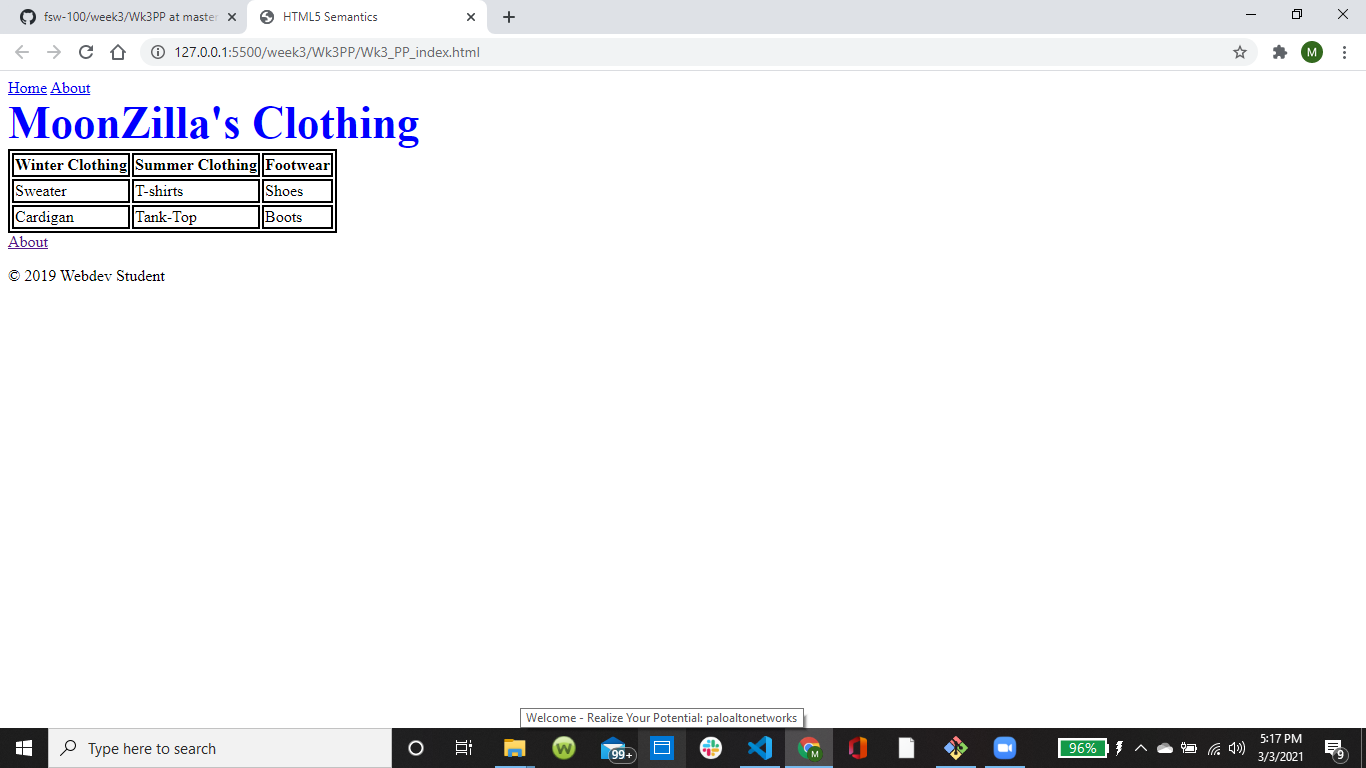 fsw-100/week3/Wk3PP at master
HTML5 Semantics
127.0.0.1:5500/week3/Wk3PP/Wk3_PP_index.html
M
Home About
MoonZilla's Clothing
Winter Clothing Summer Clothing Footwear
Sweater T-shirts Shoes
Cardigan Tank-Top Boots
About
© 2019 Webdev Student
Welcome - Realize Your Potential: paloaltonetworks
Type here to search
W
99+
M
96%
5:17 PM
3/3/2021
9